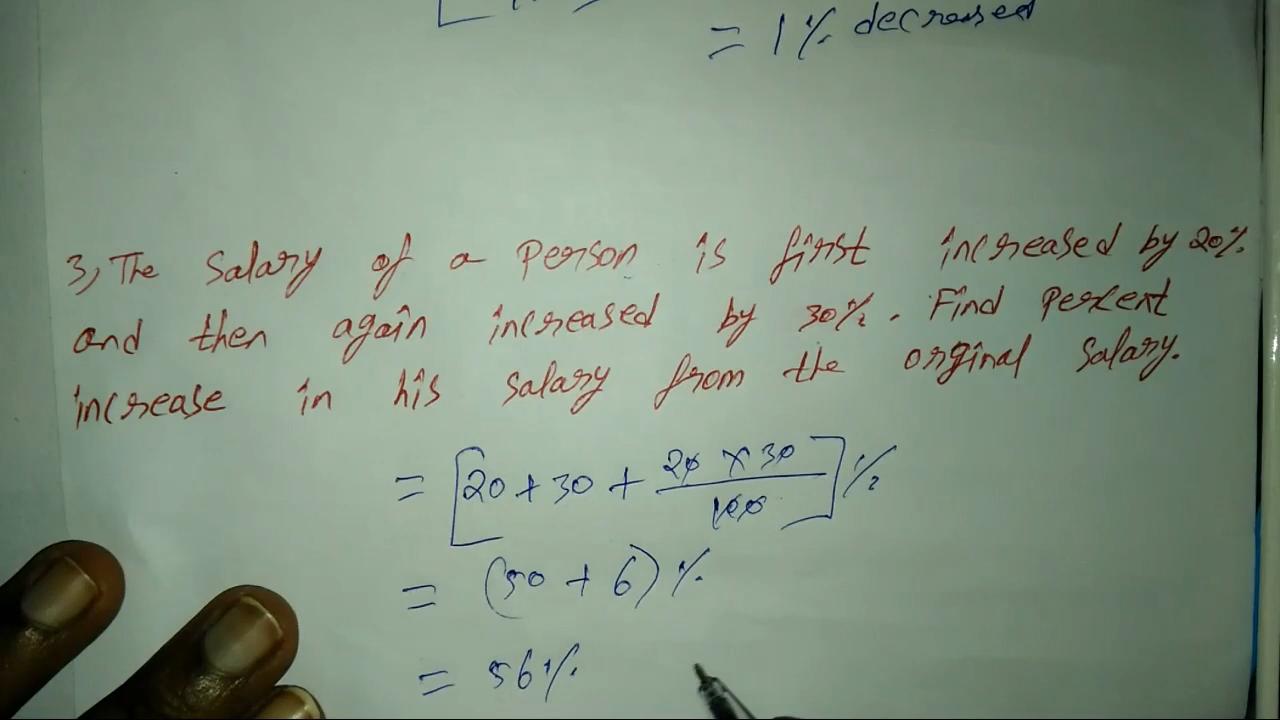 = 1% decreased
3, The Salary of a Person is first increased by 20%
and then again increased by 30%. Find percent
increase in his salary from the orginal salary.
= [20 + 30 + 20 × 30 / 100]%
= (50 + 6)%
= 56%